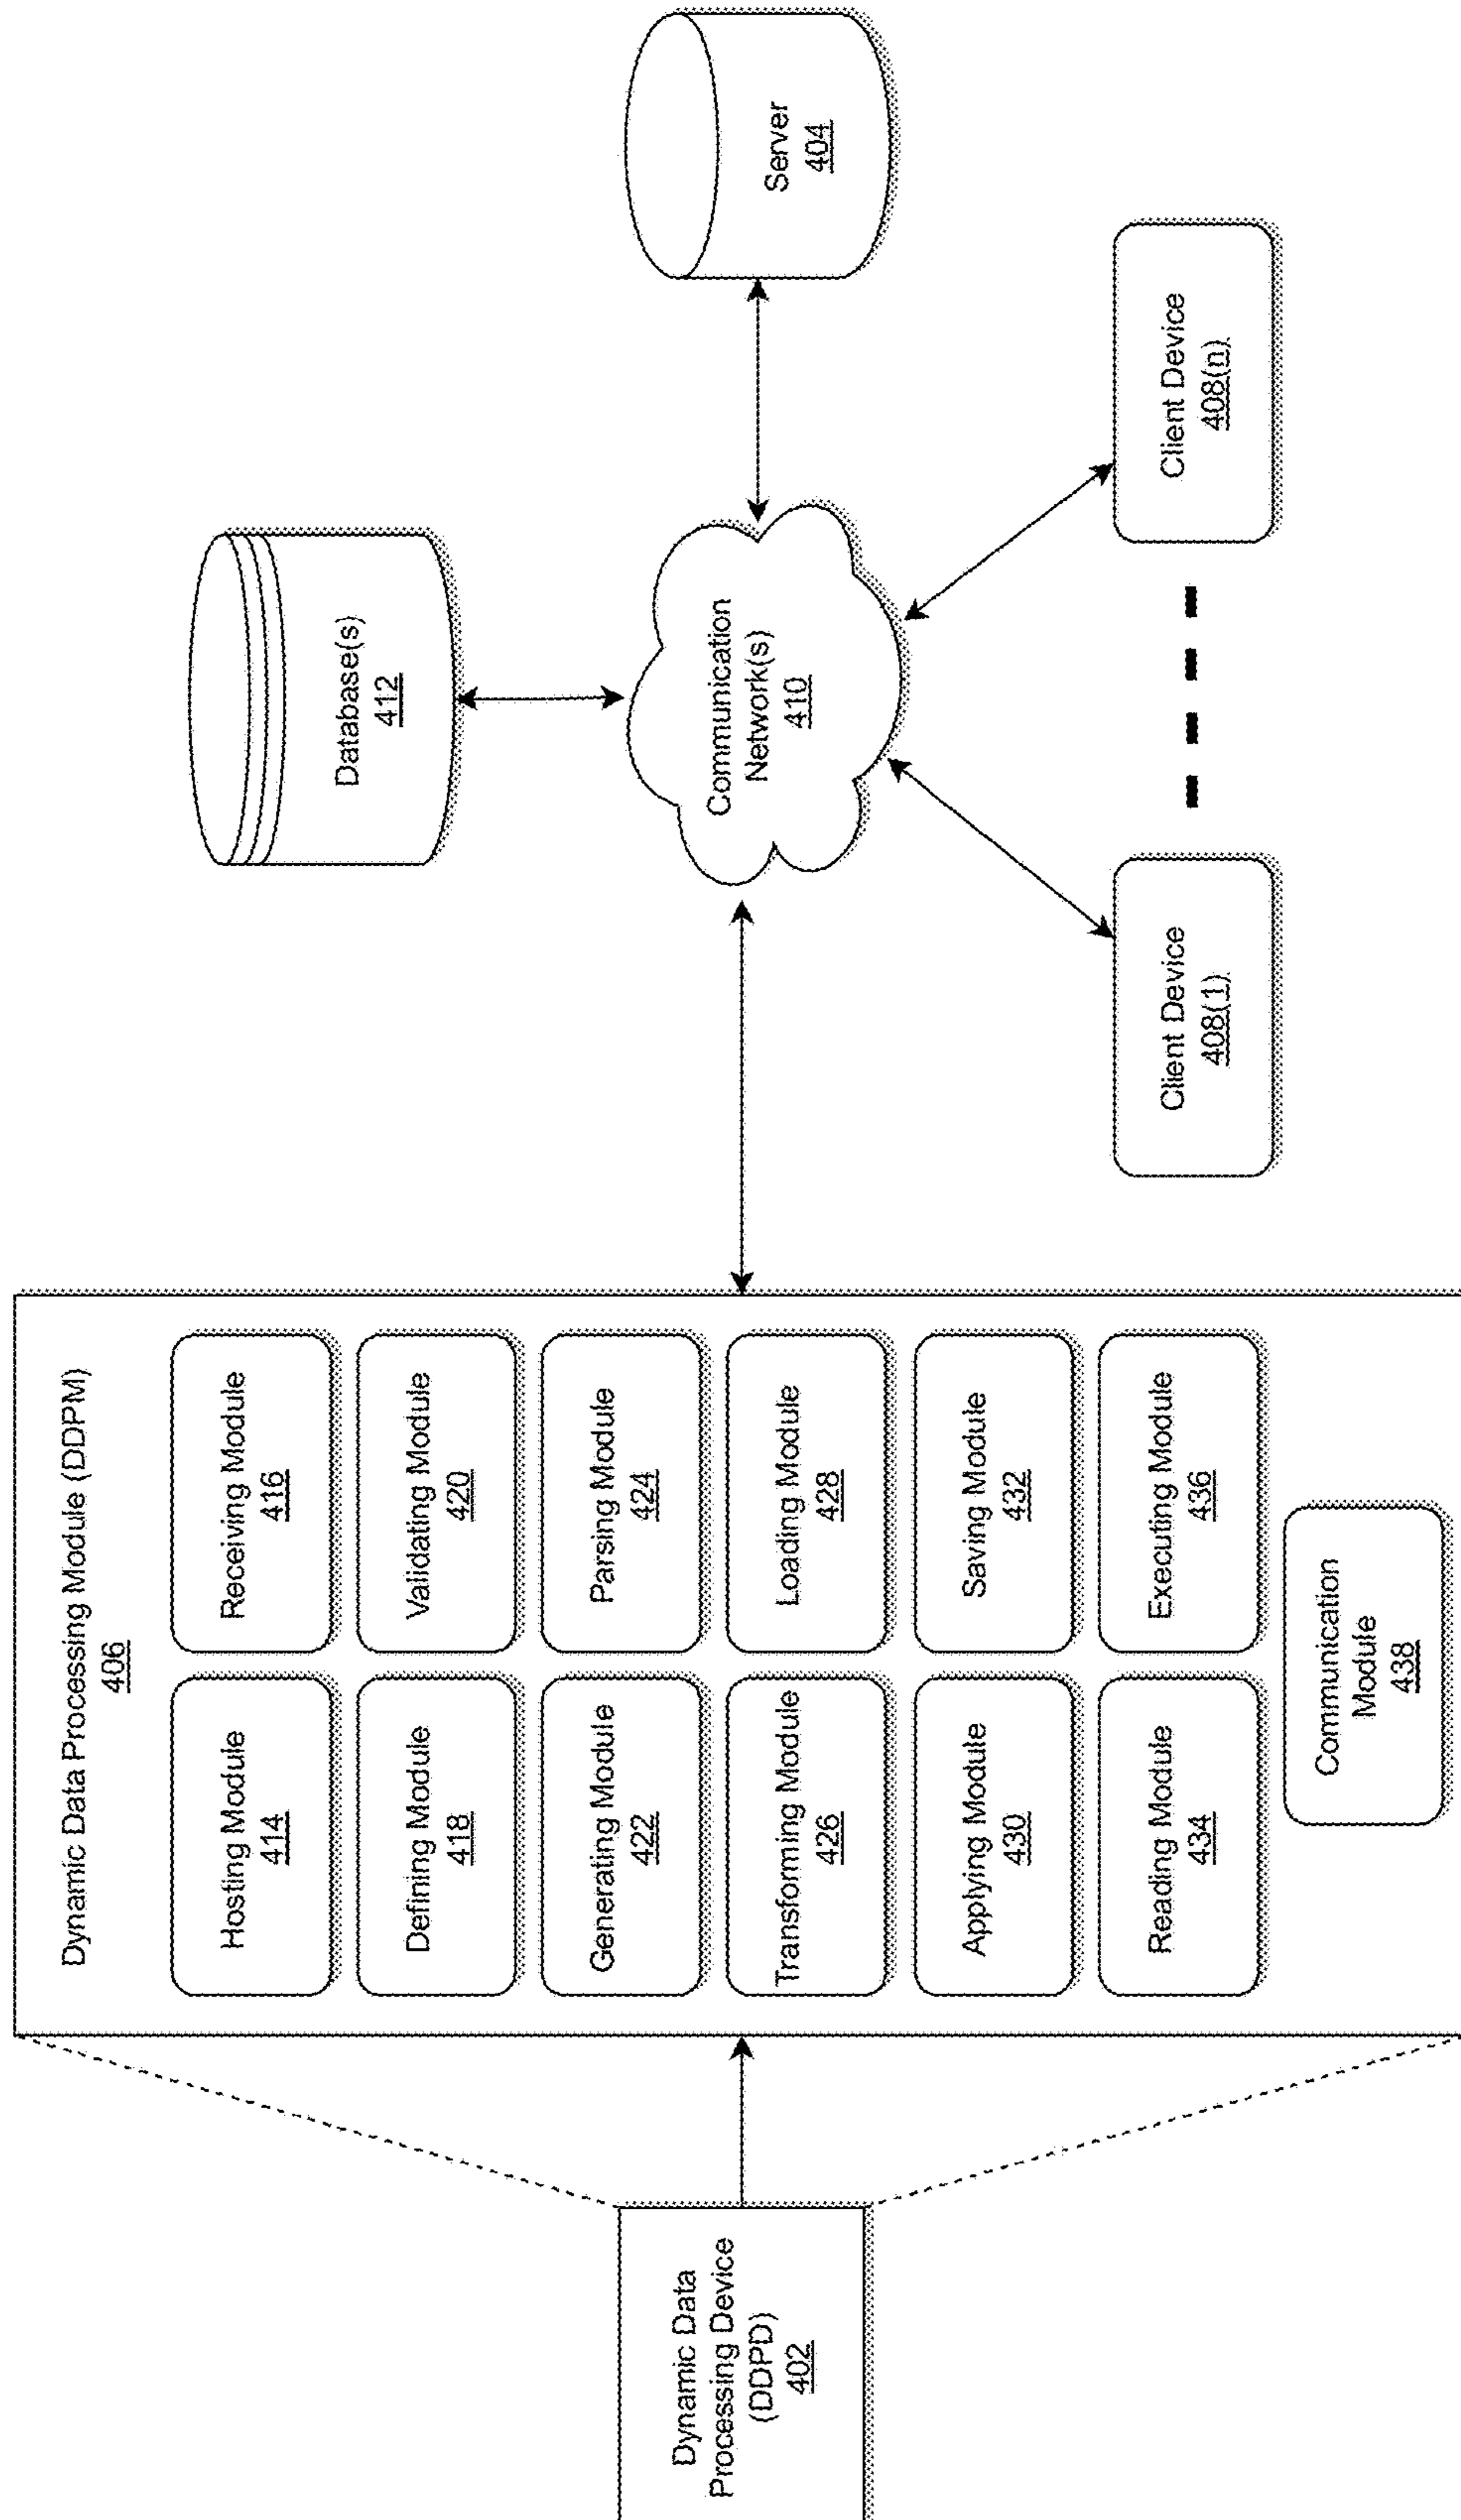 Dynamic Data
Processing Device
(DDPD)
402
Dynamic Data Processing Module (DDPM)
406
Hosting Module
414
Receiving Module
416
Defining Module
418
Validating Module
420
Generating Module
422
Parsing Module
424
Transforming Module
426
Loading Module
428
Applying Module
430
Saving Module
432
Reading Module
434
Executing Module
436
Communication
Module
438
Database(s)
412
Communication
Network(s)
410
Server
404
Client Device
408(1)
Client Device
408(n)